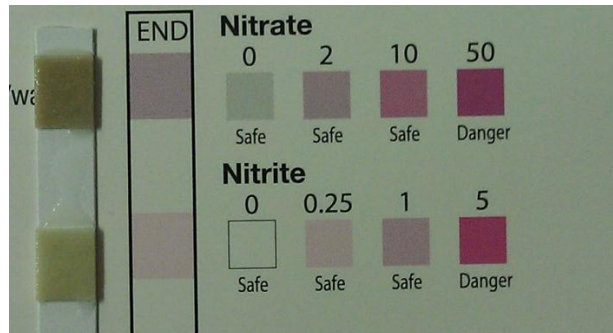 END
Nitrate
0 2 10 50
Safe Safe Safe Danger
Nitrite
0 0.25 1 5
Safe Safe Safe Danger